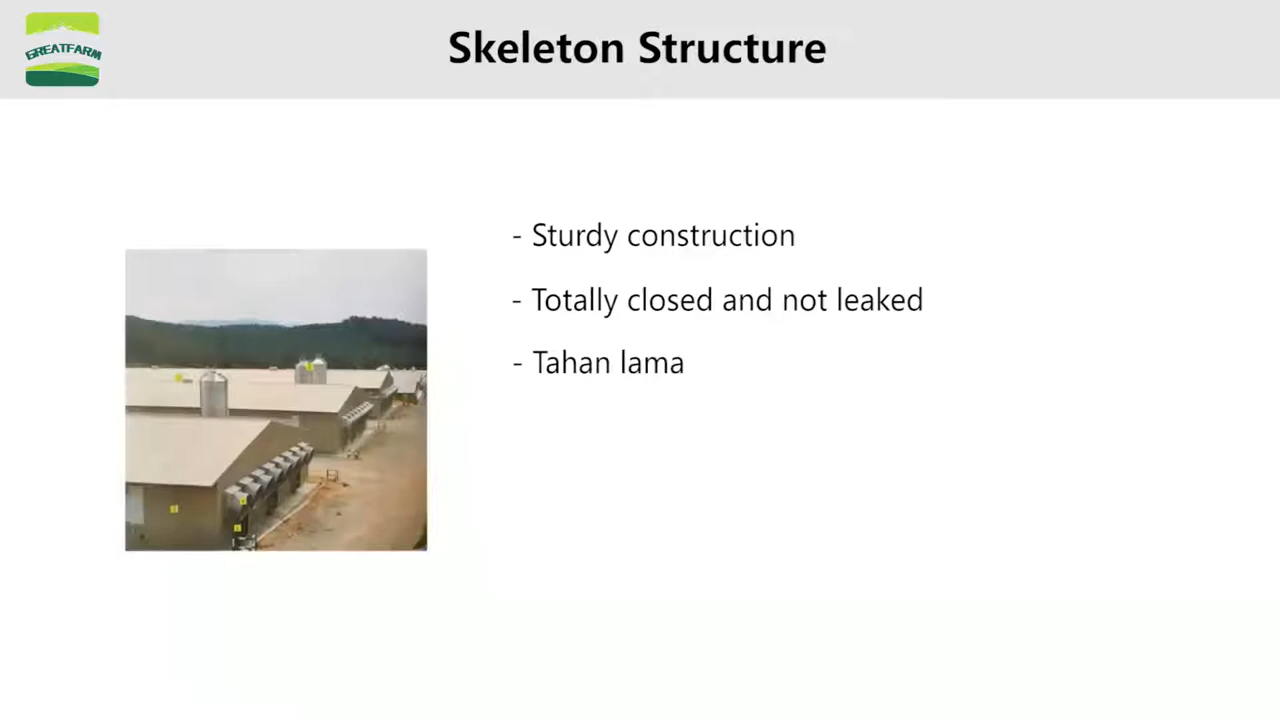 GREATFARM
Skeleton Structure
- Sturdy construction
- Totally closed and not leaked
- Tahan lama